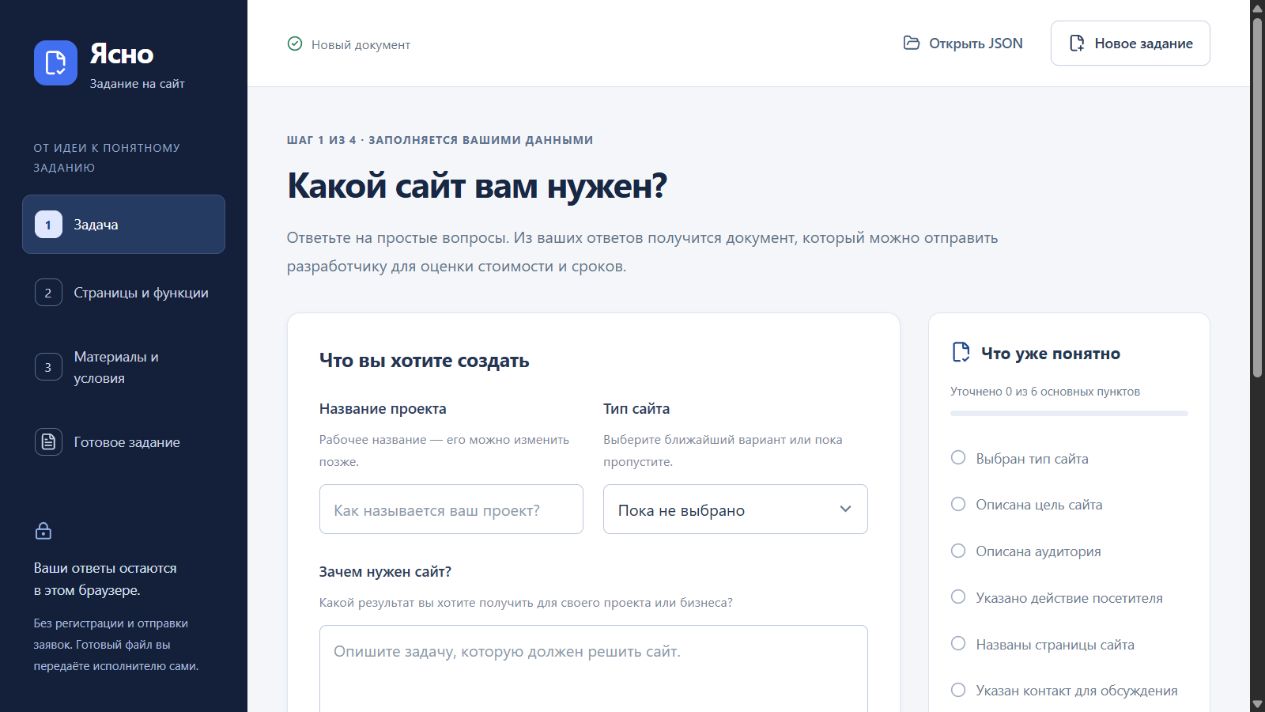 Ясно
Задание на сайт
ОТ ИДЕИ К ПОНЯТНОМУ
ЗАДАНИЮ
1 Задача
2 Страницы и функции
3 Материалы и
условия
Готовое задание
Ваши ответы остаются
в этом браузере.
Без регистрации и отправки
заявок. Готовый файл вы
передаёте исполнителю сами.
Новый документ
Открыть JSON
Новое задание
ШАГ 1 ИЗ 4 · ЗАПОЛНЯЕТСЯ ВАШИМИ ДАННЫМИ
Какой сайт вам нужен?
Ответьте на простые вопросы. Из ваших ответов получится документ, который можно отправить
разработчику для оценки стоимости и сроков.
Что вы хотите создать
Название проекта
Рабочее название — его можно изменить
позже.
Как называется ваш проект?
Тип сайта
Выберите ближайший вариант или пока
пропустите.
Пока не выбрано
Зачем нужен сайт?
Какой результат вы хотите получить для своего проекта или бизнеса?
Опишите задачу, которую должен решить сайт.
Что уже понятно
Уточнено 0 из 6 основных пунктов
Выбран тип сайта
Описана цель сайта
Описана аудитория
Указано действие посетителя
Названы страницы сайта
Указан контакт для обсуждения